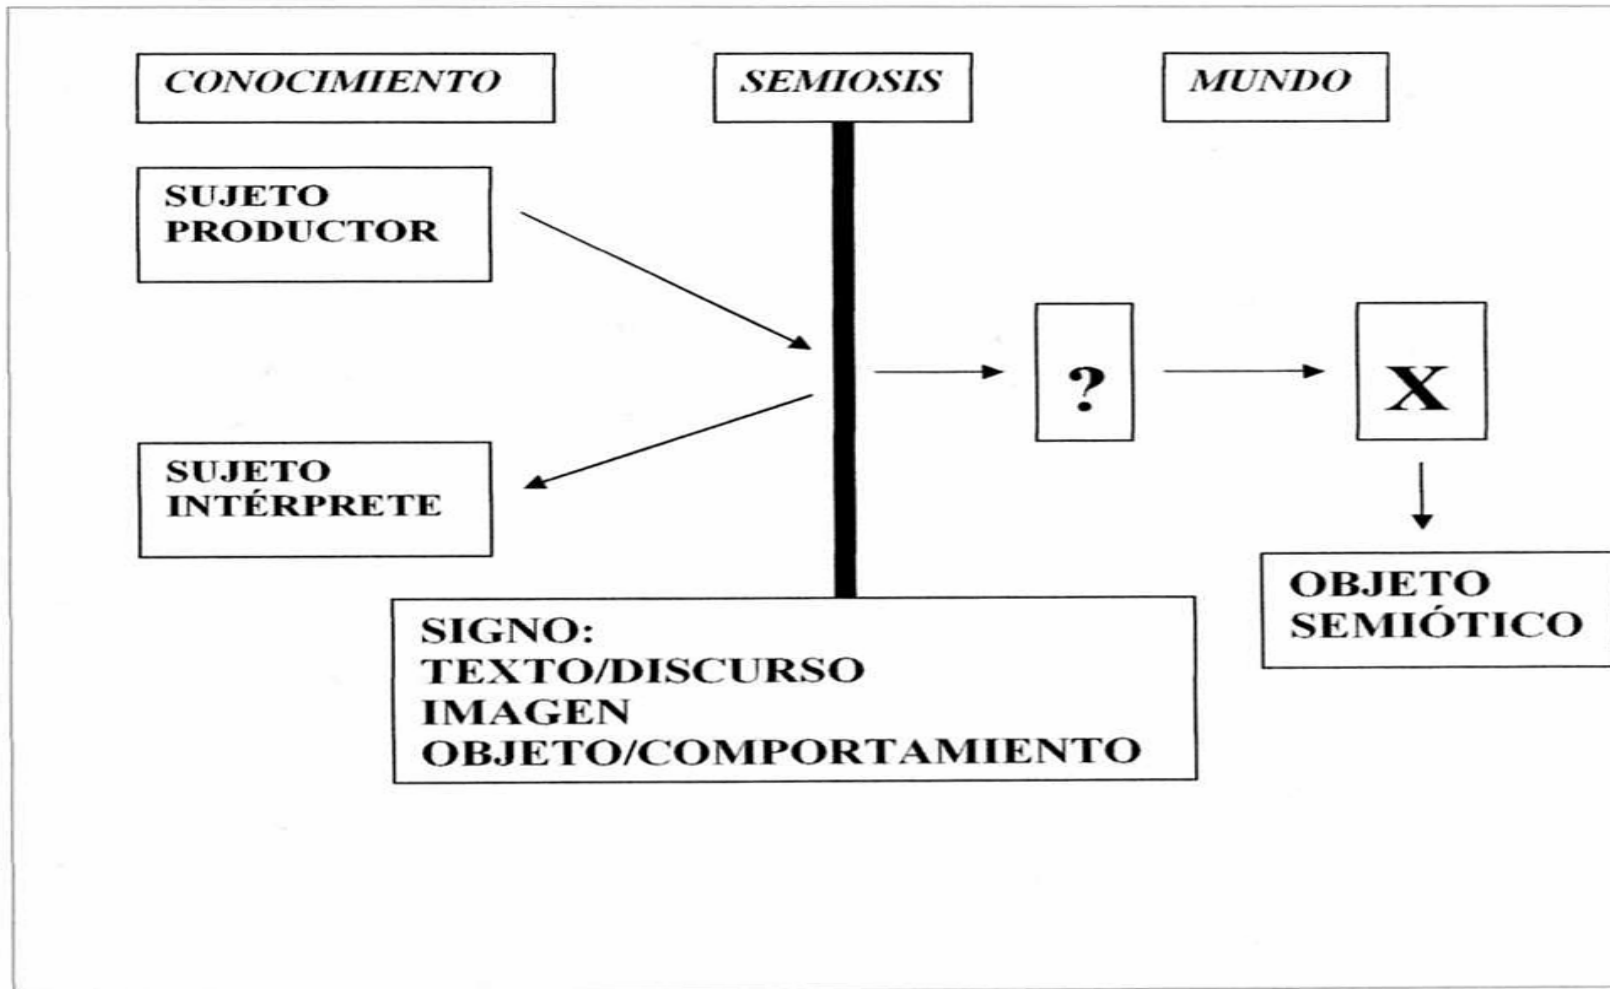 CONOCIMIENTO
SEMIOSIS
MUNDO
SUJETO
PRODUCTOR
?
X
SUJETO
INTÉRPRETE
OBJETO
SEMIÓTICO
SIGNO:
TEXTO/DISCURSO
IMAGEN
OBJETO/COMPORTAMIENTO